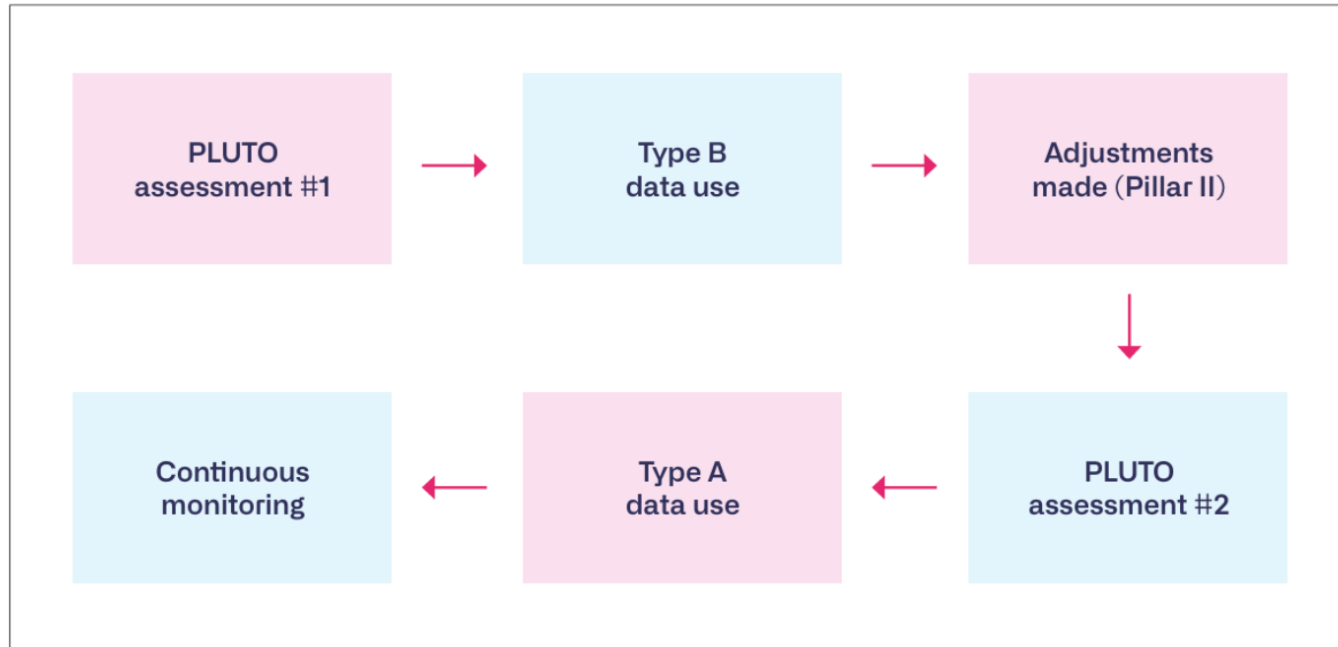 PLUTO
assessment #1
Type B
data use
Adjustments
made (Pillar II)
Continuous
monitoring
Type A
data use
PLUTO
assessment #2